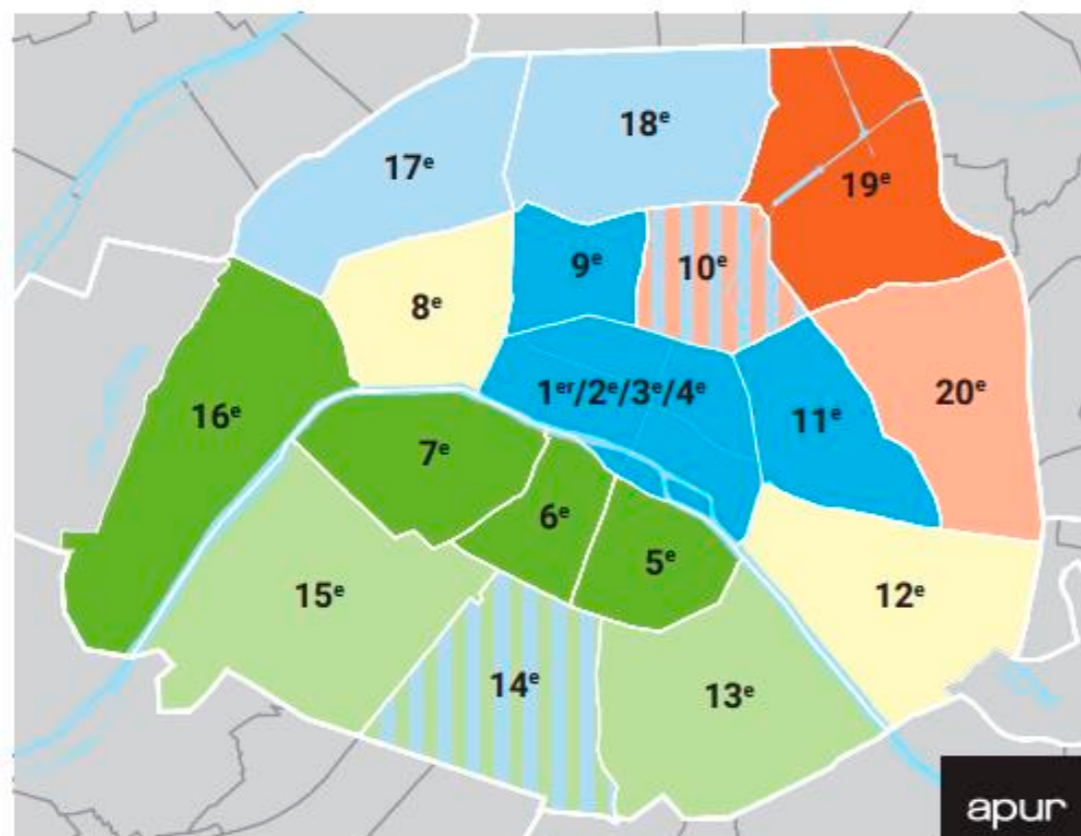 18ᵉ
17ᵉ
19ᵉ
9ᵉ
10ᵉ
8ᵉ
1ᵉʳ/2ᵉ/3ᵉ/4ᵉ
20ᵉ
16ᵉ
11ᵉ
7ᵉ
6ᵉ
5ᵉ
15ᵉ
12ᵉ
14ᵉ
13ᵉ
apur